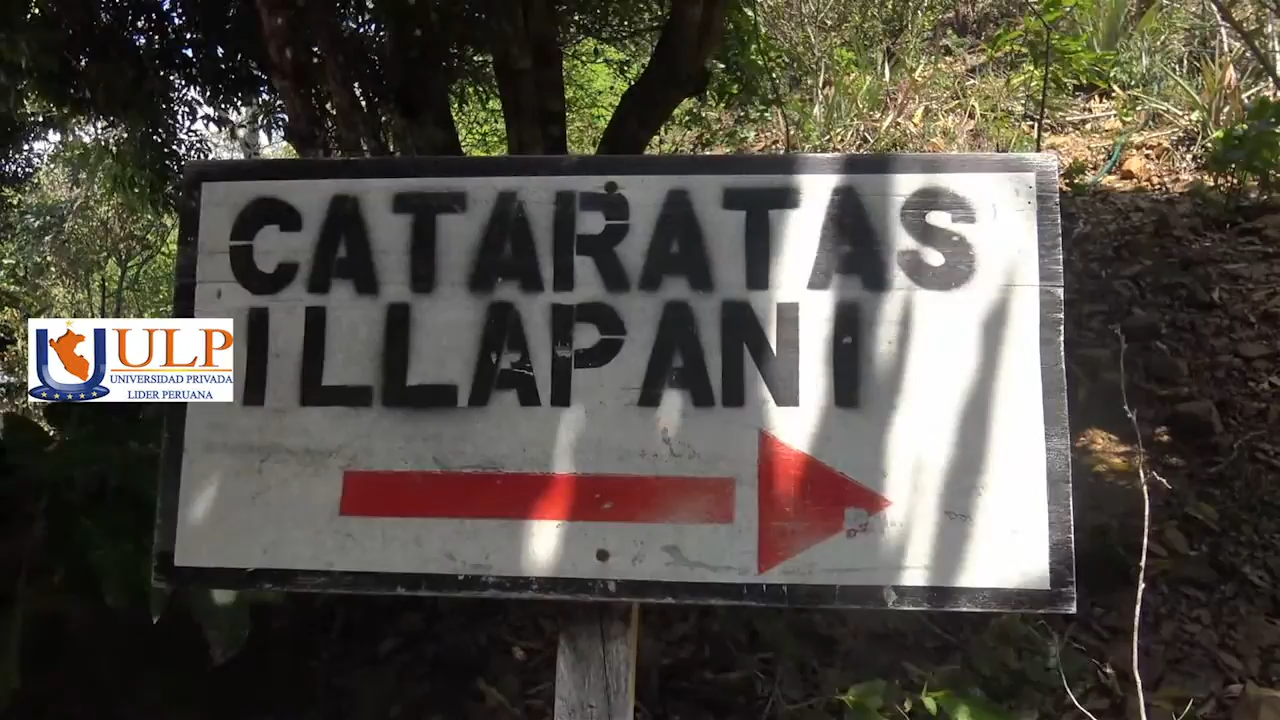 CATARATAS
ILLAPANI
ULP
UNIVERSIDAD PRIVADA
LIDER PERUANA